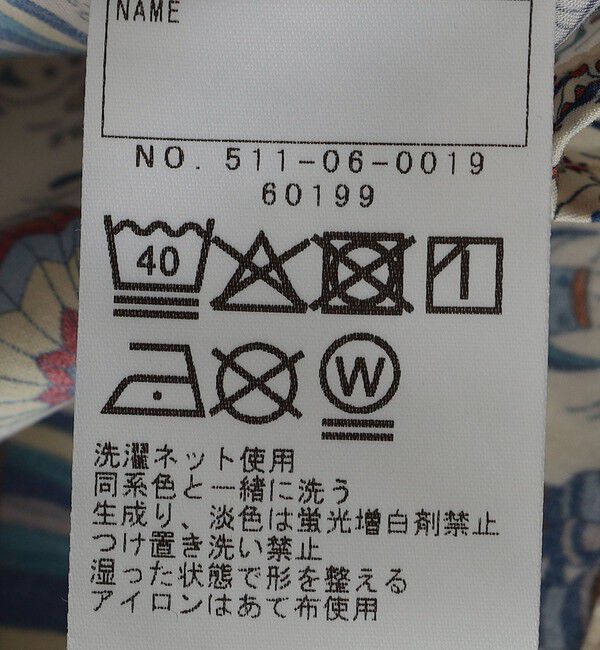 NAME
NO. 511-06-0019
60199
40
W
洗濯ネット使用
同系色と一緒に洗う
生成り、淡色は蛍光増白剤禁止
つけ置き洗い禁止
湿った状態で形を整える
アイロンはあて布使用